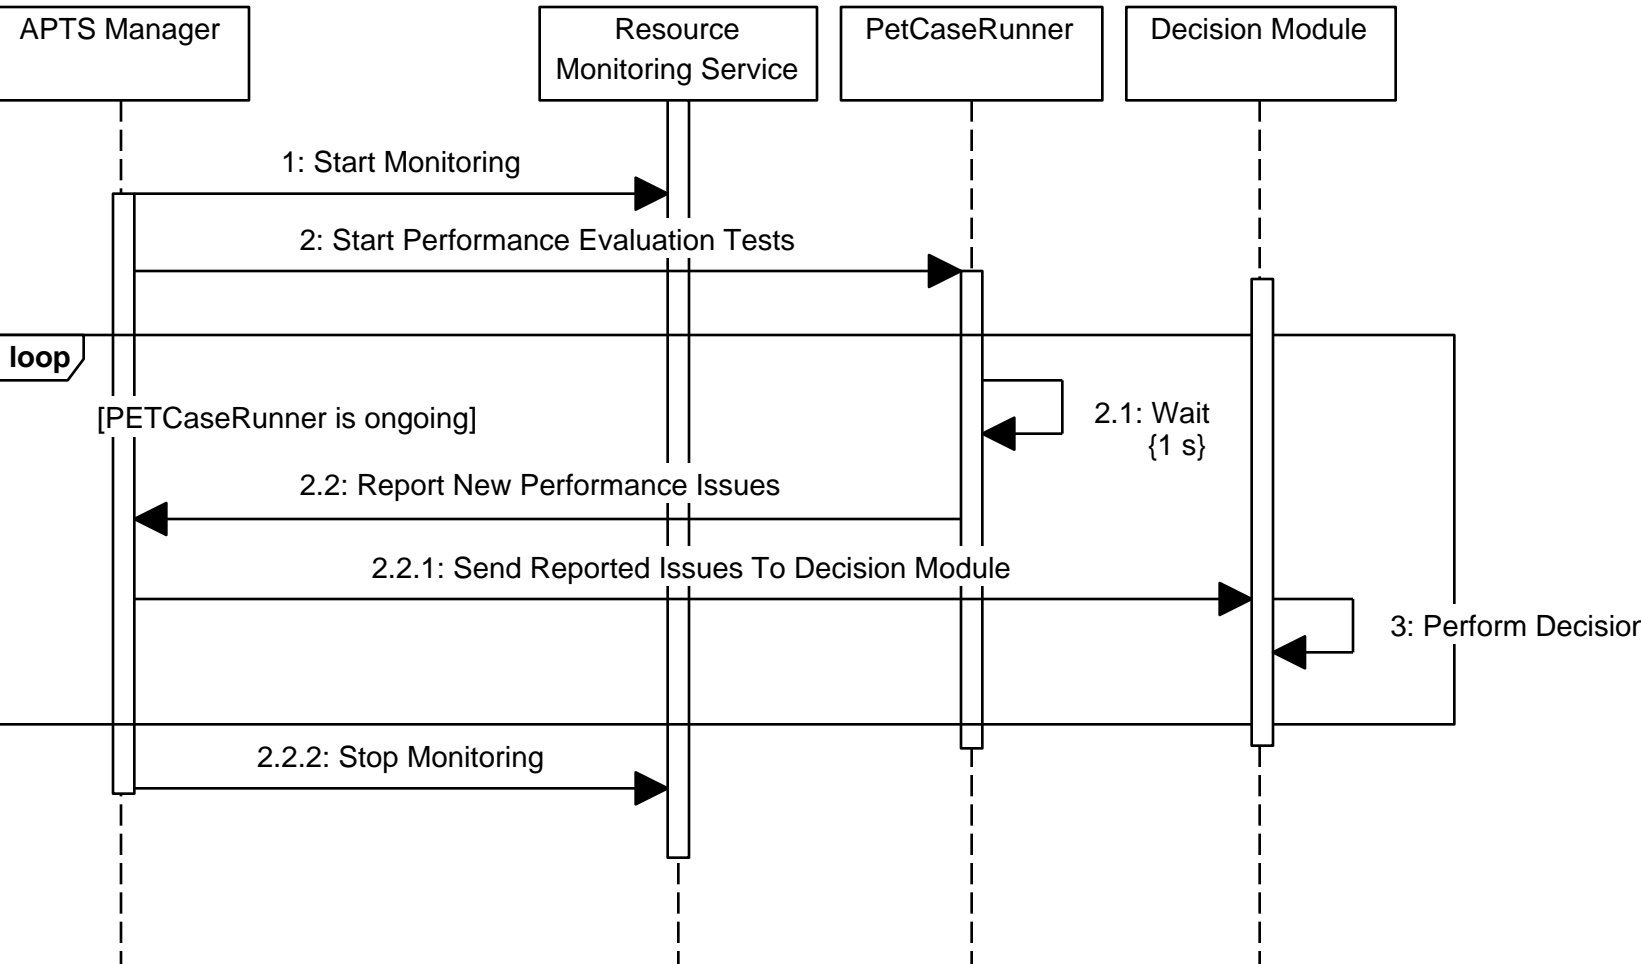 APTS Manager
Resource
Monitoring Service
PetCaseRunner
Decision Module
1: Start Monitoring
2: Start Performance Evaluation Tests
loop
[PETCaseRunner is ongoing]
2.1: Wait
{1 s}
2.2: Report New Performance Issues
2.2.1: Send Reported Issues To Decision Module
3: Perform Decision
2.2.2: Stop Monitoring